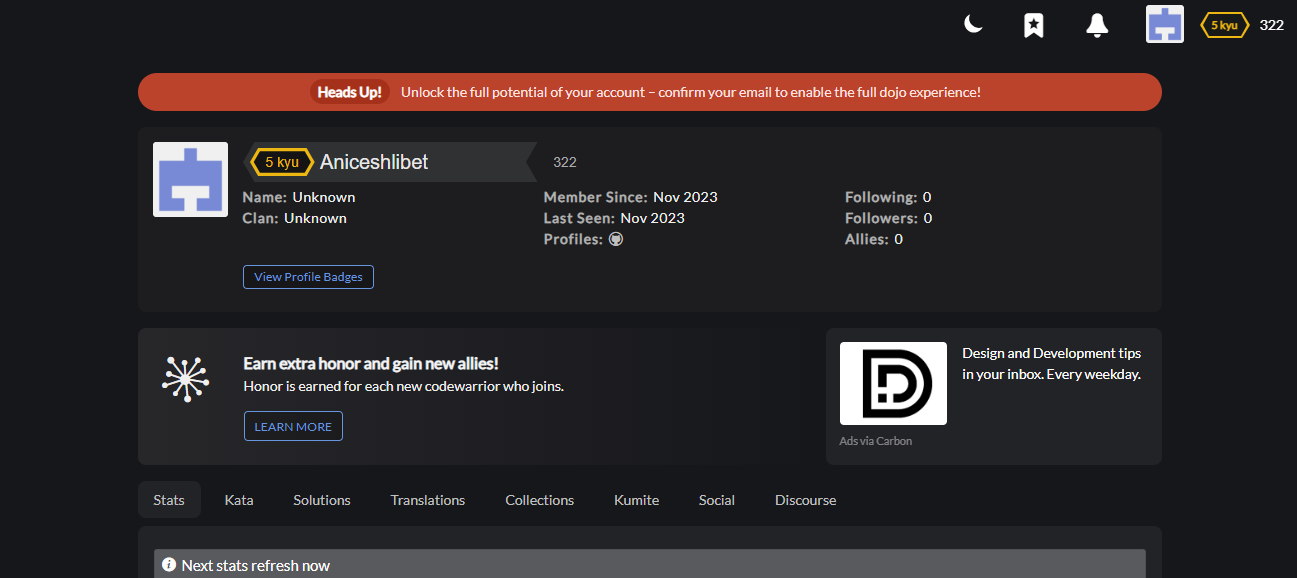 5 kyu 322
Heads Up! Unlock the full potential of your account – confirm your email to enable the full dojo experience!
5 kyu Aniceshlibet 322
Name: Unknown Member Since: Nov 2023 Following: 0
Clan: Unknown Last Seen: Nov 2023 Followers: 0
Profiles: Allies: 0
View Profile Badges
Earn extra honor and gain new allies!
Honor is earned for each new codewarrior who joins.
LEARN MORE
Design and Development tips
in your inbox. Every weekday.
Ads via Carbon
Stats Kata Solutions Translations Collections Kumite Social Discourse
Next stats refresh now